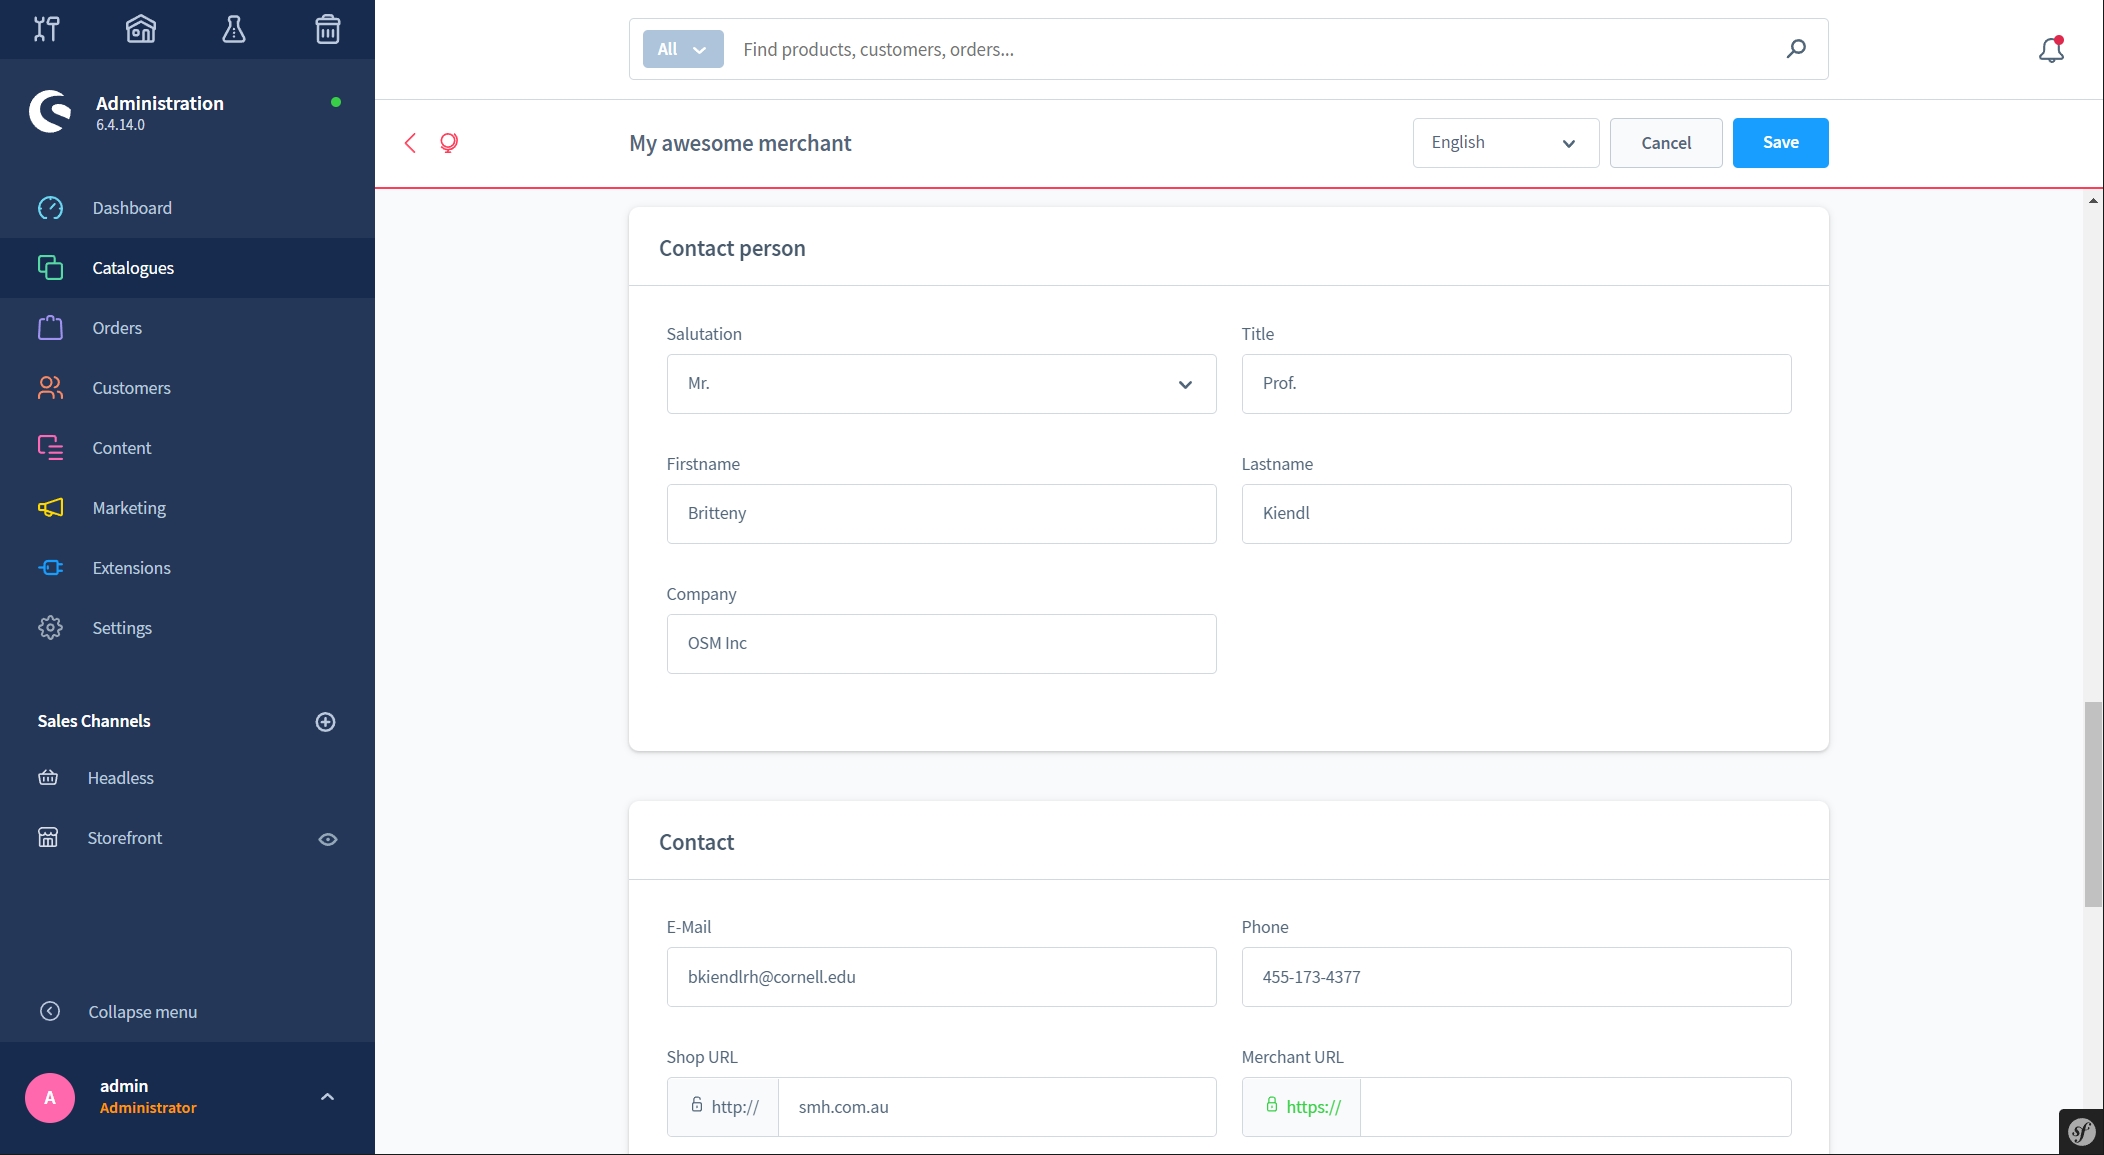 All
Find products, customers, orders...
Administration
6.4.14.0
My awesome merchant
English
Cancel
Save
Dashboard
Catalogues
Orders
Customers
Content
Marketing
Extensions
Settings
Sales Channels
Headless
Storefront
Collapse menu
A
admin
Administrator
Contact person
Salutation
Title
Mr.
Prof.
Firstname
Lastname
Britteny
Kiendl
Company
OSM Inc
Contact
E-Mail
Phone
bkiendlrh@cornell.edu
455-173-4377
Shop URL
Merchant URL
http://
smh.com.au
https://
sf